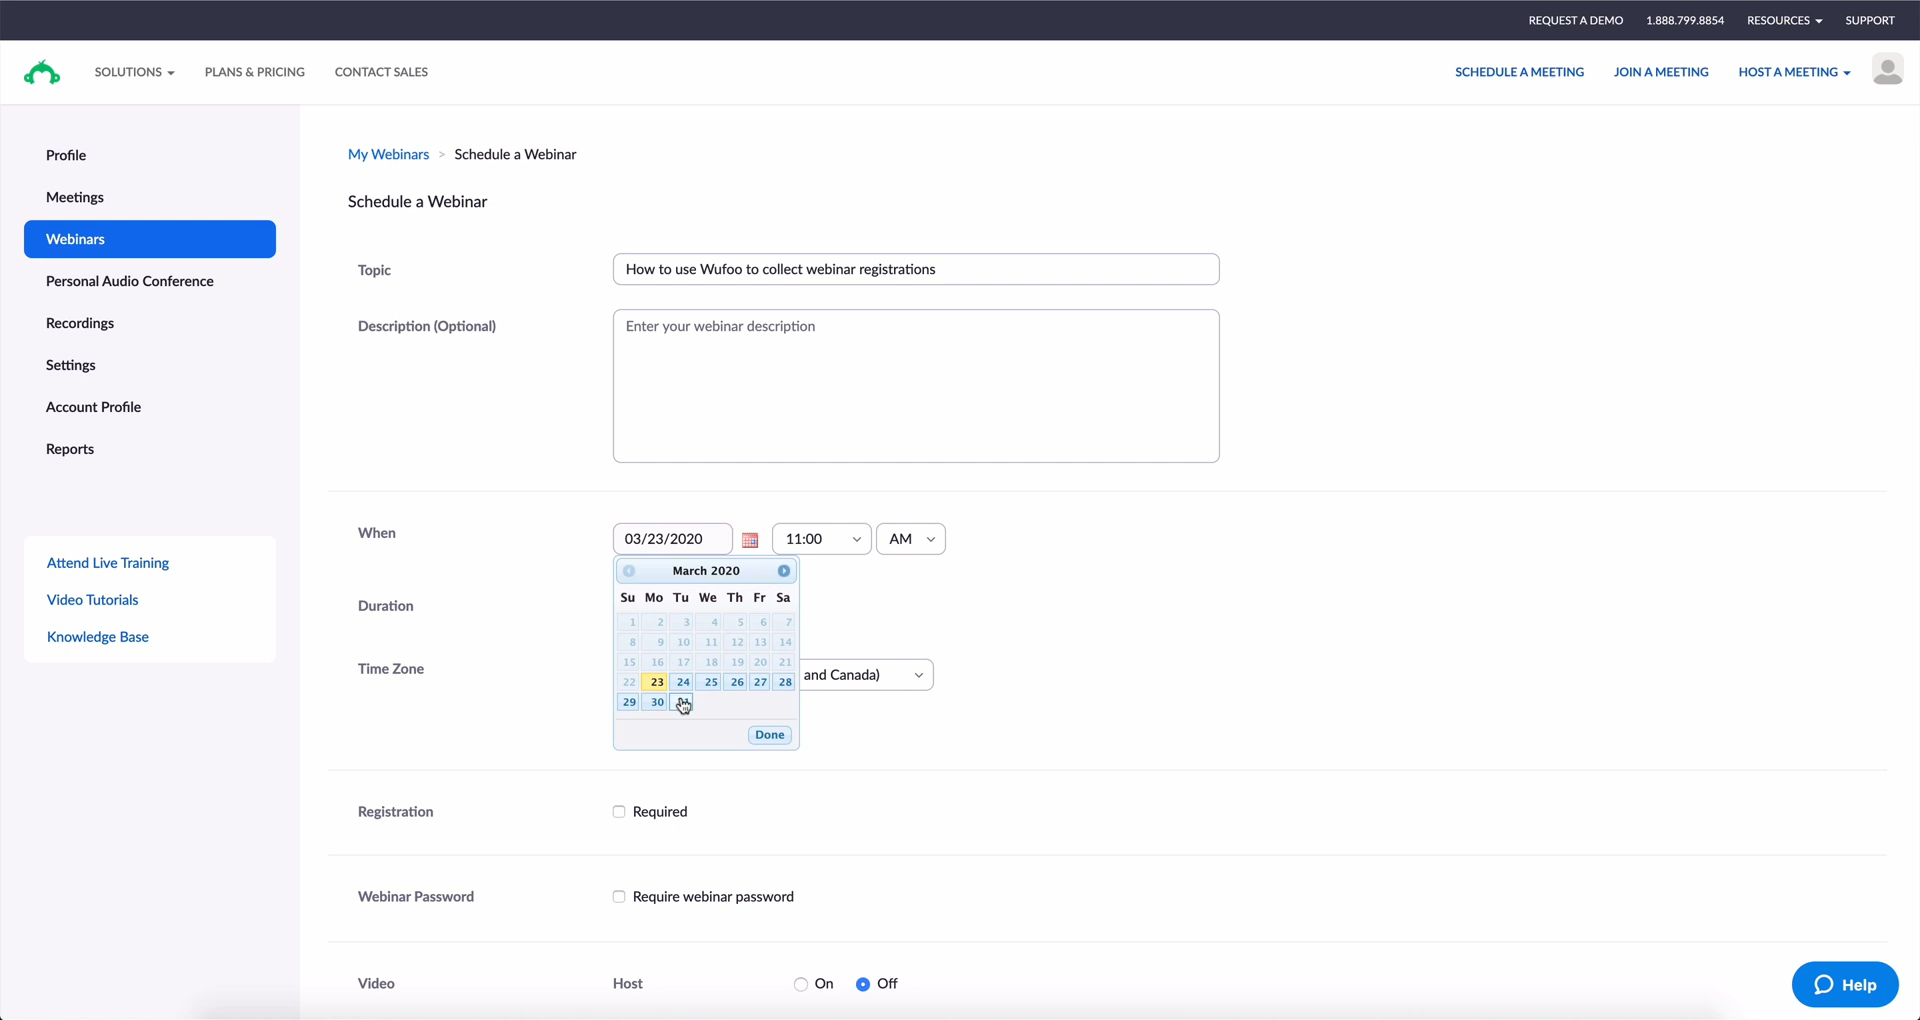 REQUEST A DEMO 1.888.799.8854 RESOURCES SUPPORT
SOLUTIONS PLANS & PRICING CONTACT SALES SCHEDULE A MEETING JOIN A MEETING HOST A MEETING
Profile
Meetings
Webinars
Personal Audio Conference
Recordings
Settings
Account Profile
Reports
Attend Live Training
Video Tutorials
Knowledge Base
My Webinars > Schedule a Webinar
Schedule a Webinar
Topic How to use Wufoo to collect webinar registrations
Description (Optional) Enter your webinar description
When 03/23/2020 11:00 AM
March 2020
Su Mo Tu We Th Fr Sa
1 2 3 4 5 6 7
8 9 10 11 12 13 14
15 16 17 18 19 20 21
22 23 24 25 26 27 28
29 30
Done
Duration
Time Zone and Canada)
Registration Required
Webinar Password Require webinar password
Video Host On Off
Help